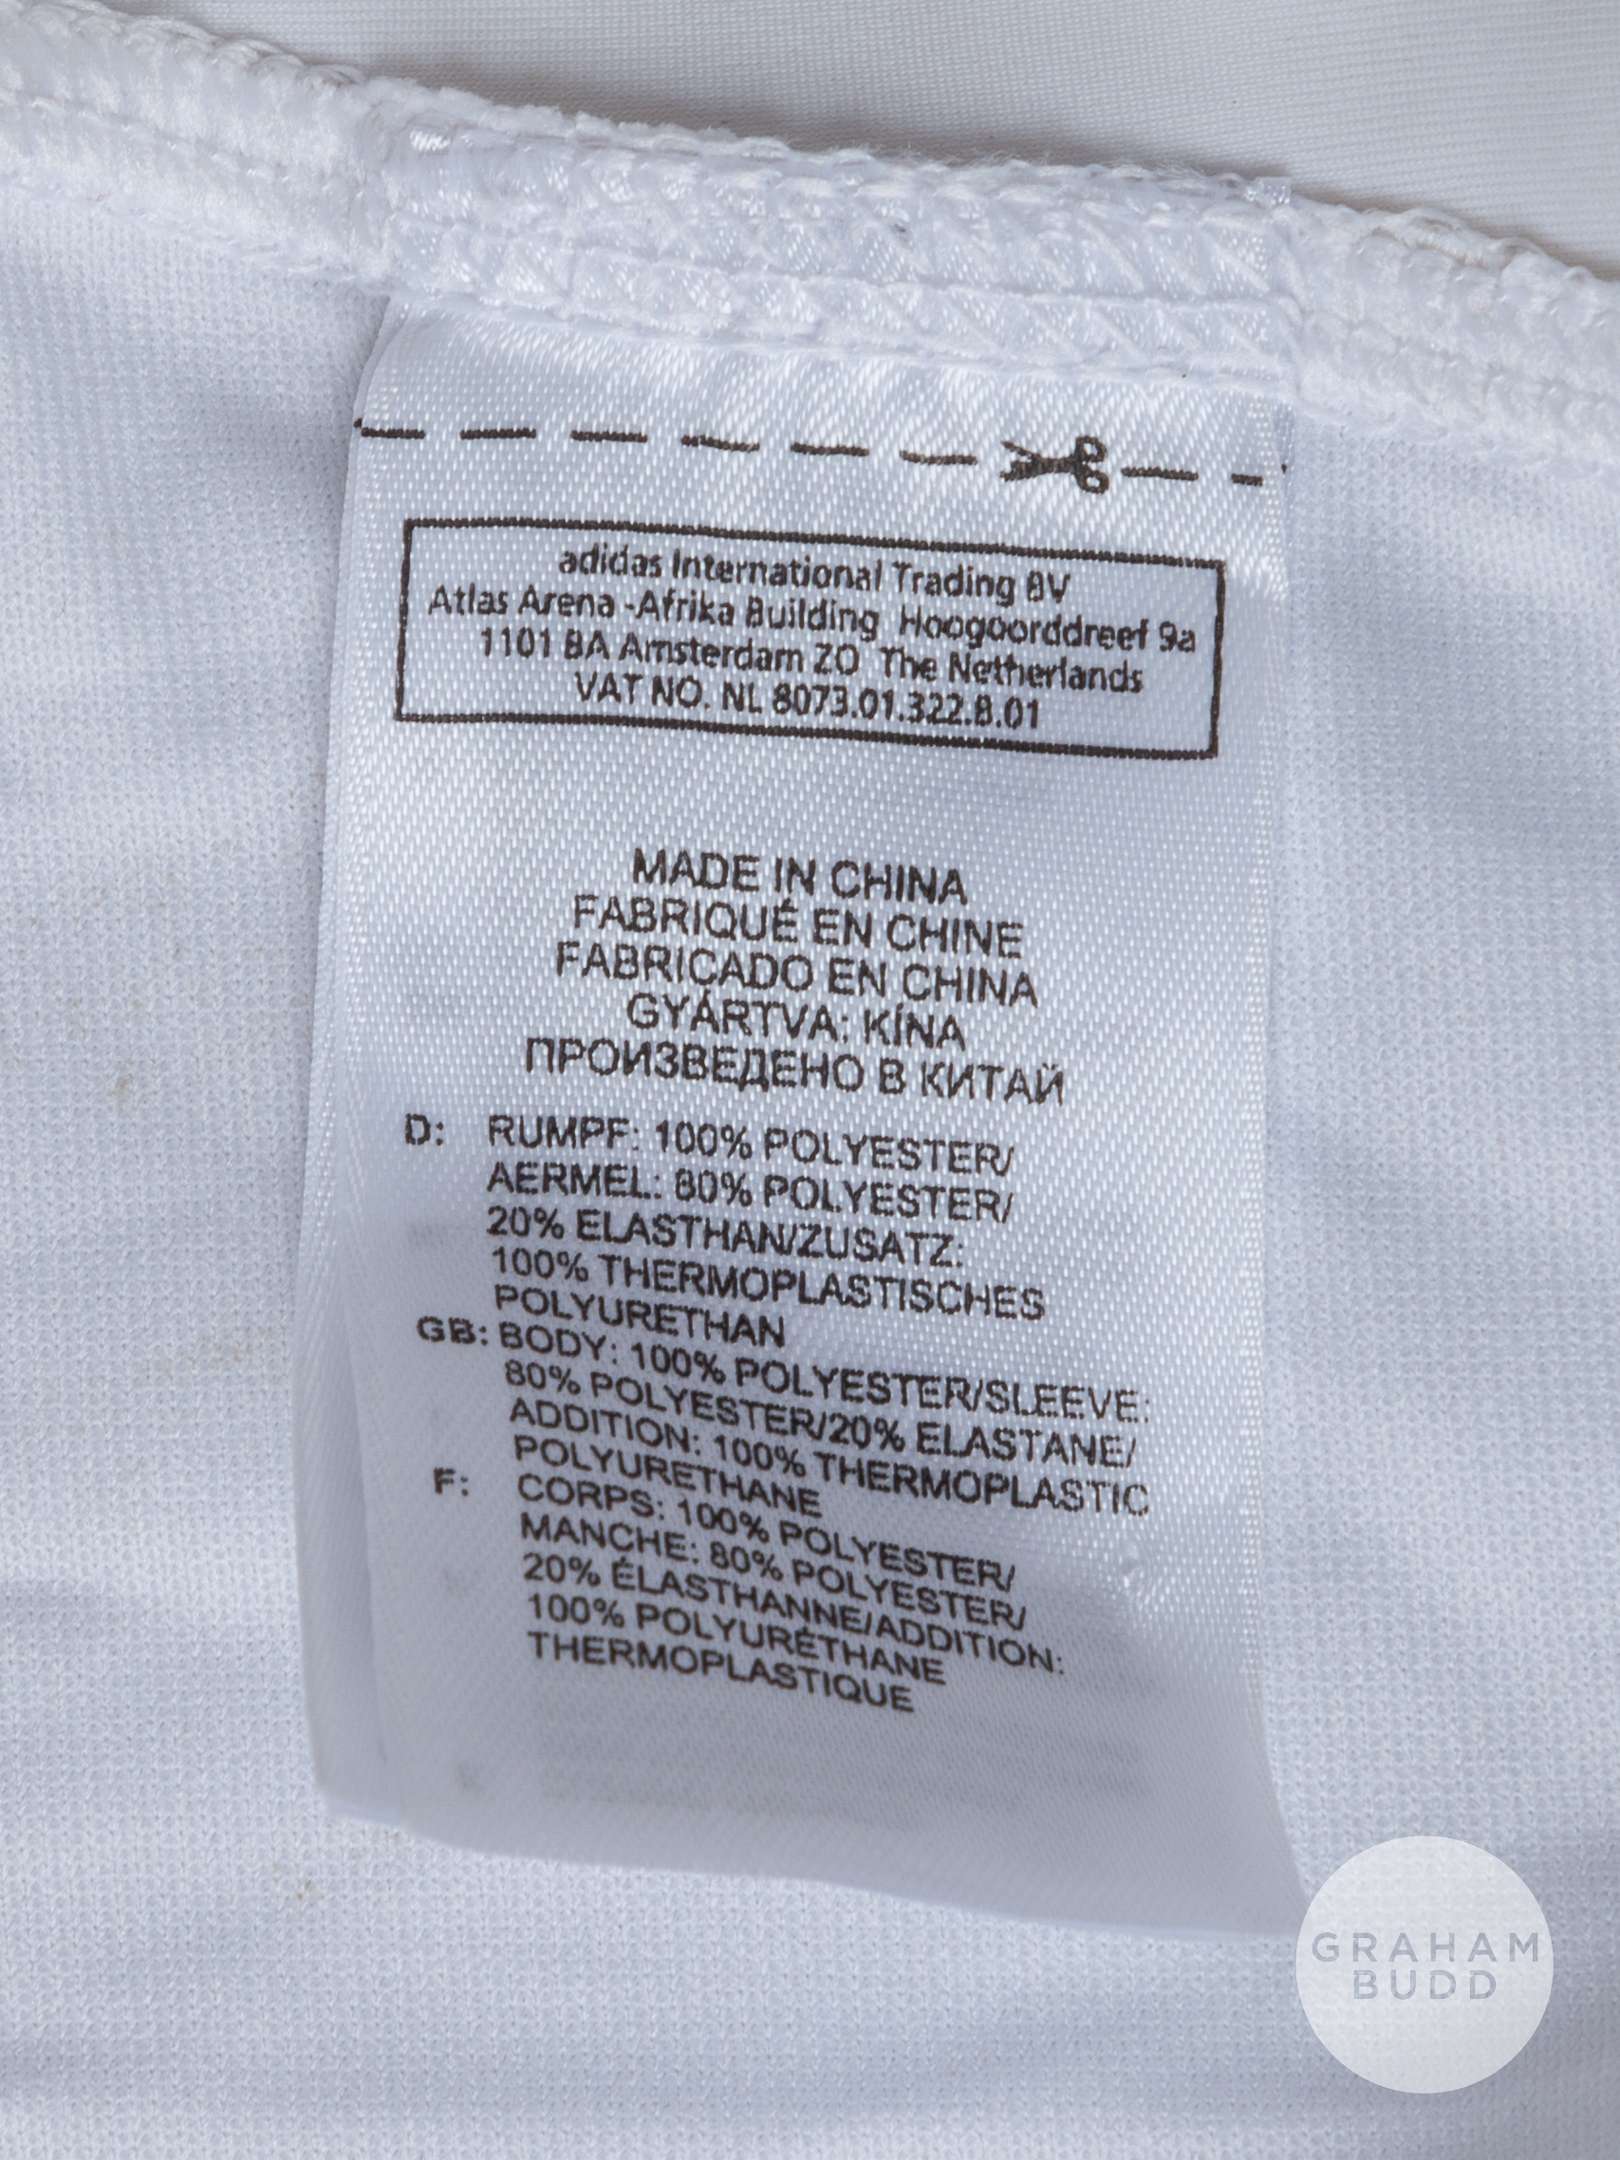 adidas International Trading BV
Atlas Arena -Afrika Building Hoogoorddreef 9a
1101 BA Amsterdam ZO The Netherlands
VAT NO. NL 8073.01.322.B.01
MADE IN CHINA
FABRIQUÉ EN CHINE
FABRICADO EN CHINA
GYÁRTVA: KÍNA
ПРОИЗВЕДЕНО В КИТАЙ
D: RUMPF: 100% POLYESTER/
AERMEL: 80% POLYESTER/
20% ELASTHAN/ZUSATZ:
100% THERMOPLASTISCHES
POLYURETHAN
GB: BODY: 100% POLYESTER/SLEEVE:
80% POLYESTER/20% ELASTANE/
ADDITION: 100% THERMOPLASTIC
POLYURETHANE
F: CORPS: 100% POLYESTER/
MANCHE: 80% POLYESTER/
20% ÉLASTHANNE/ADDITION:
100% POLYURÉTHANE
THERMOPLASTIQUE
GRAHAM
BUDD